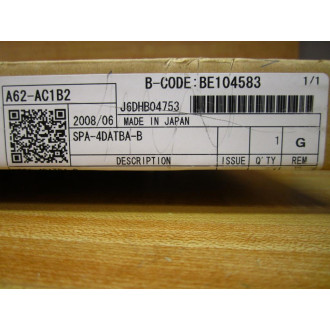 B-CODE:BE104583 1/1
A62-AC1B2
J6DHB04753
2008/06 MADE IN JAPAN
SPA-4DATBA-B 1 G
DESCRIPTION ISSUE Q'TY REM